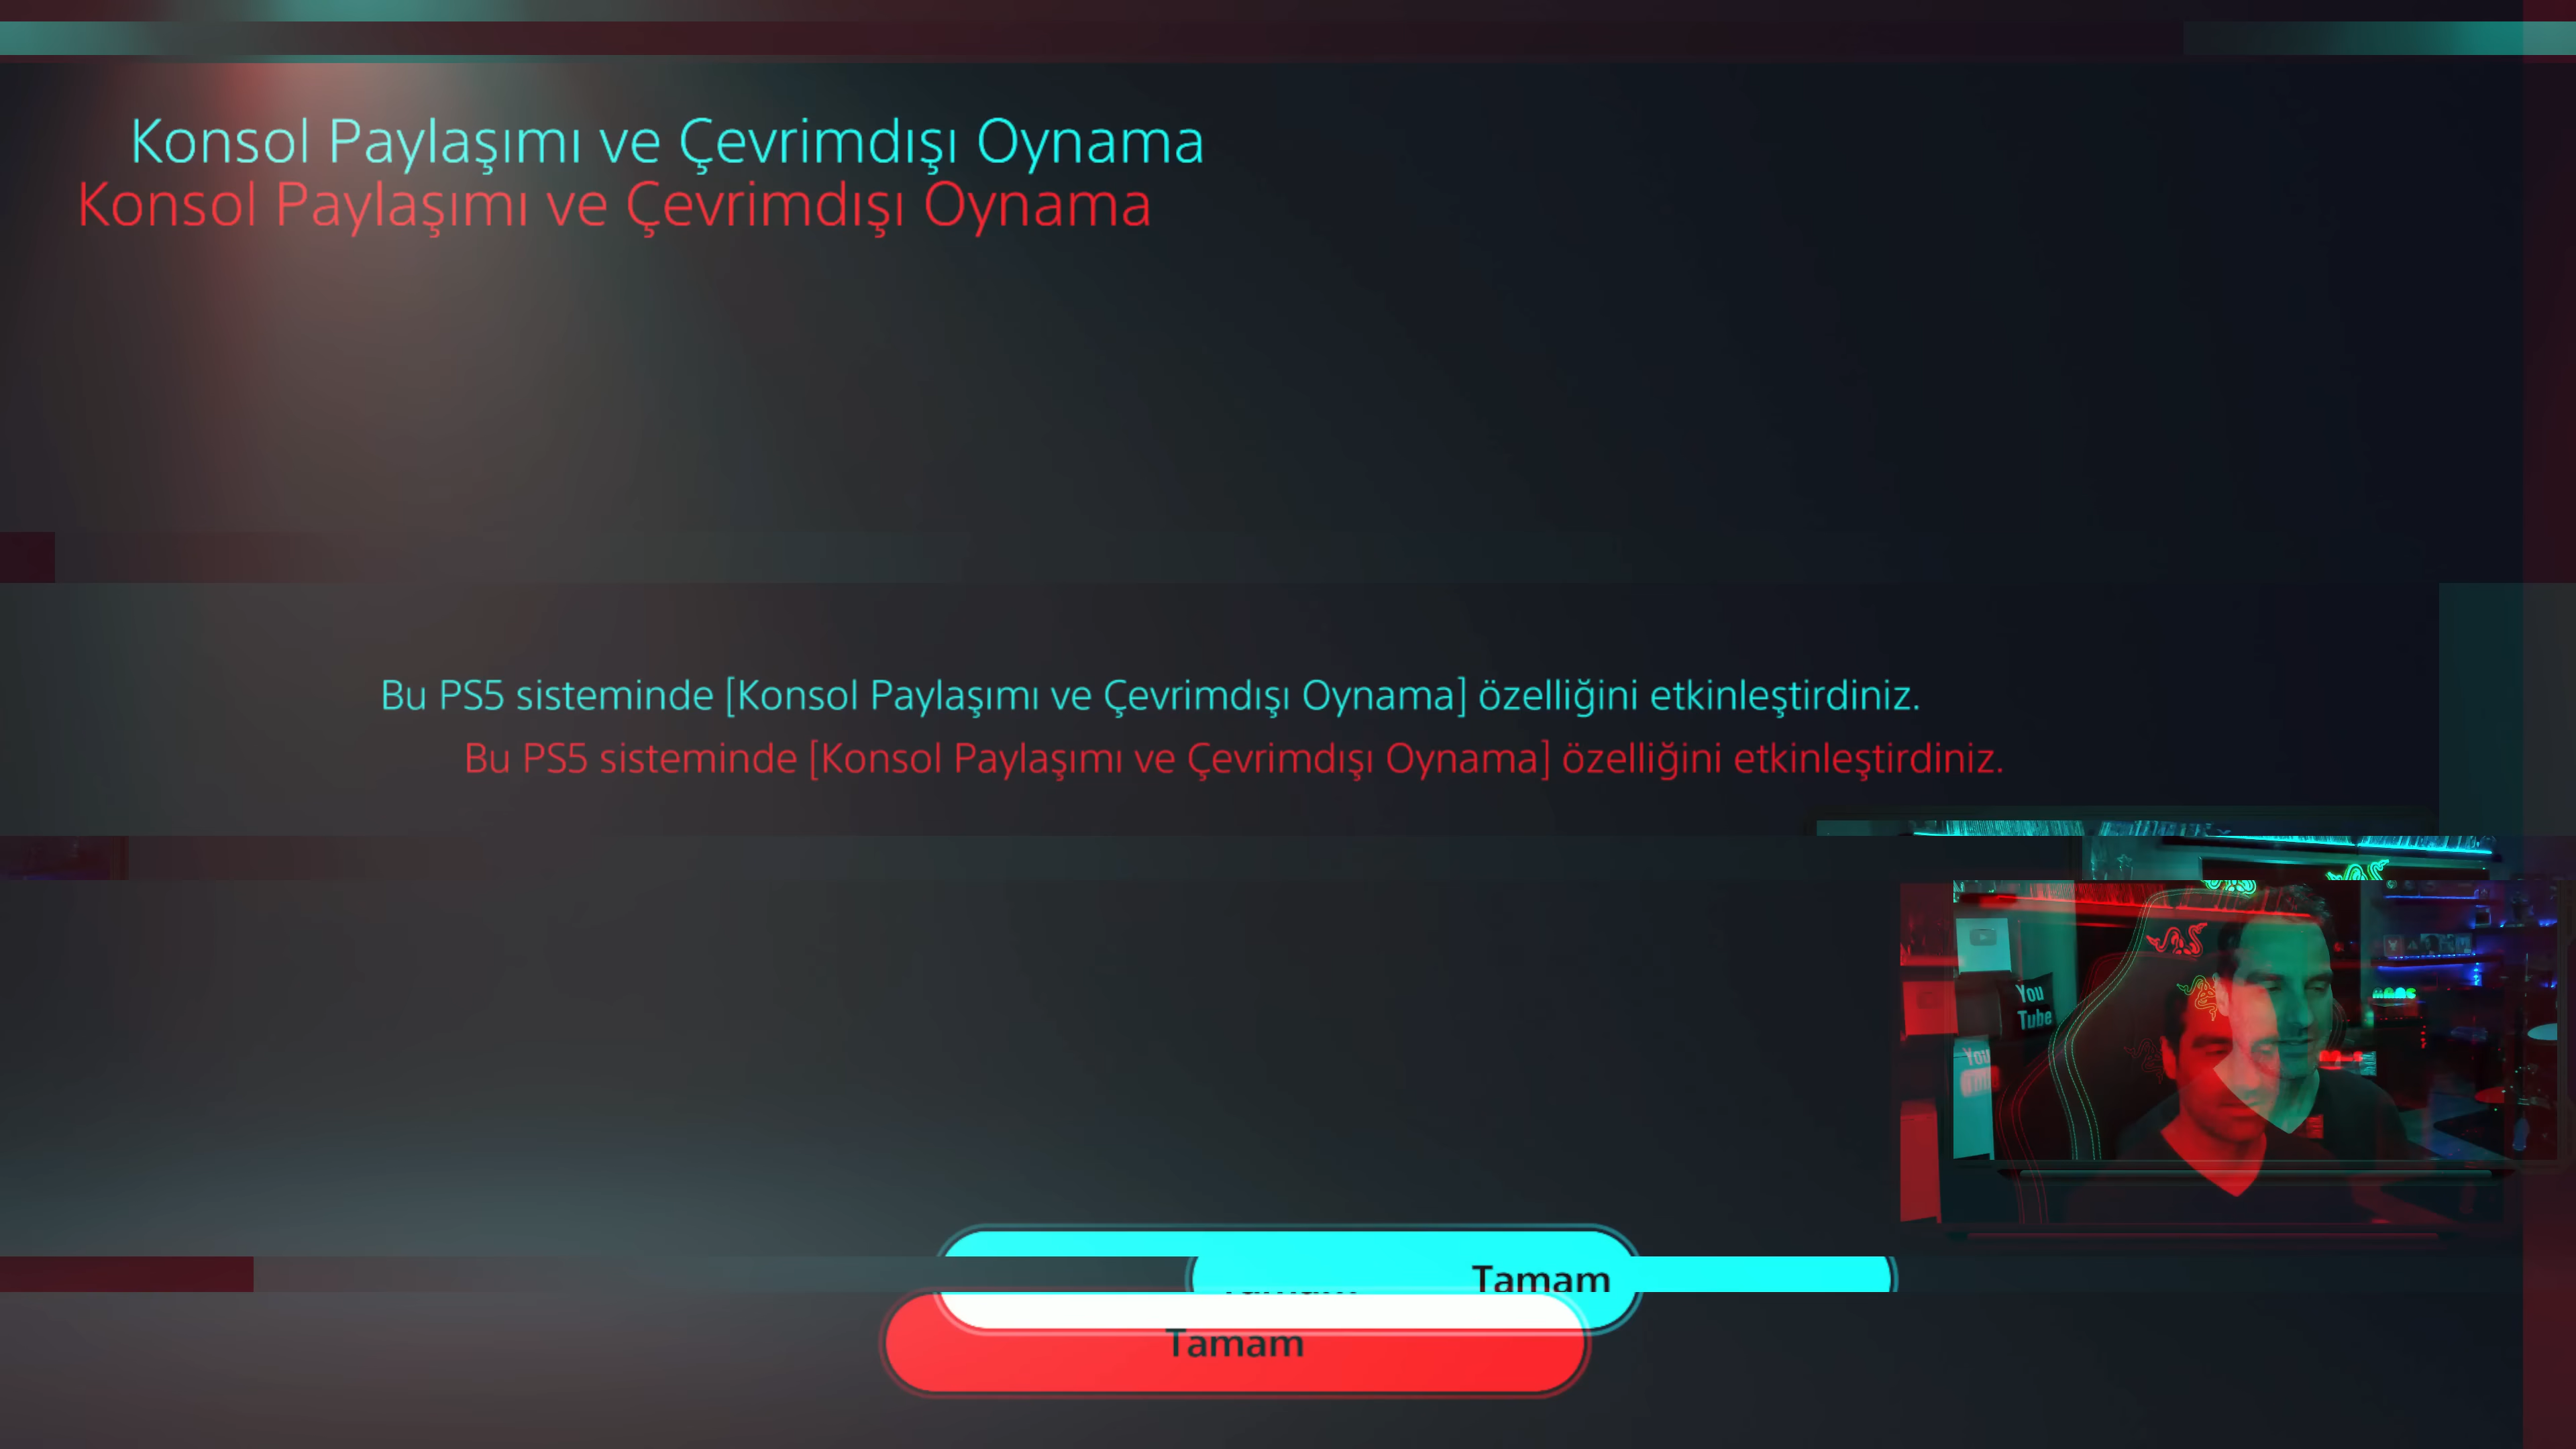 Konsol Paylaşımı ve Çevrimdışı Oynama
Konsol Paylaşımı ve Çevrimdışı Oynama
Bu PS5 sisteminde [Konsol Paylaşımı ve Çevrimdışı Oynama] özelliğini etkinleştirdiniz.
Bu PS5 sisteminde [Konsol Paylaşımı ve Çevrimdışı Oynama] özelliğini etkinleştirdiniz.
You
Tube
You
Tamam
Tamam